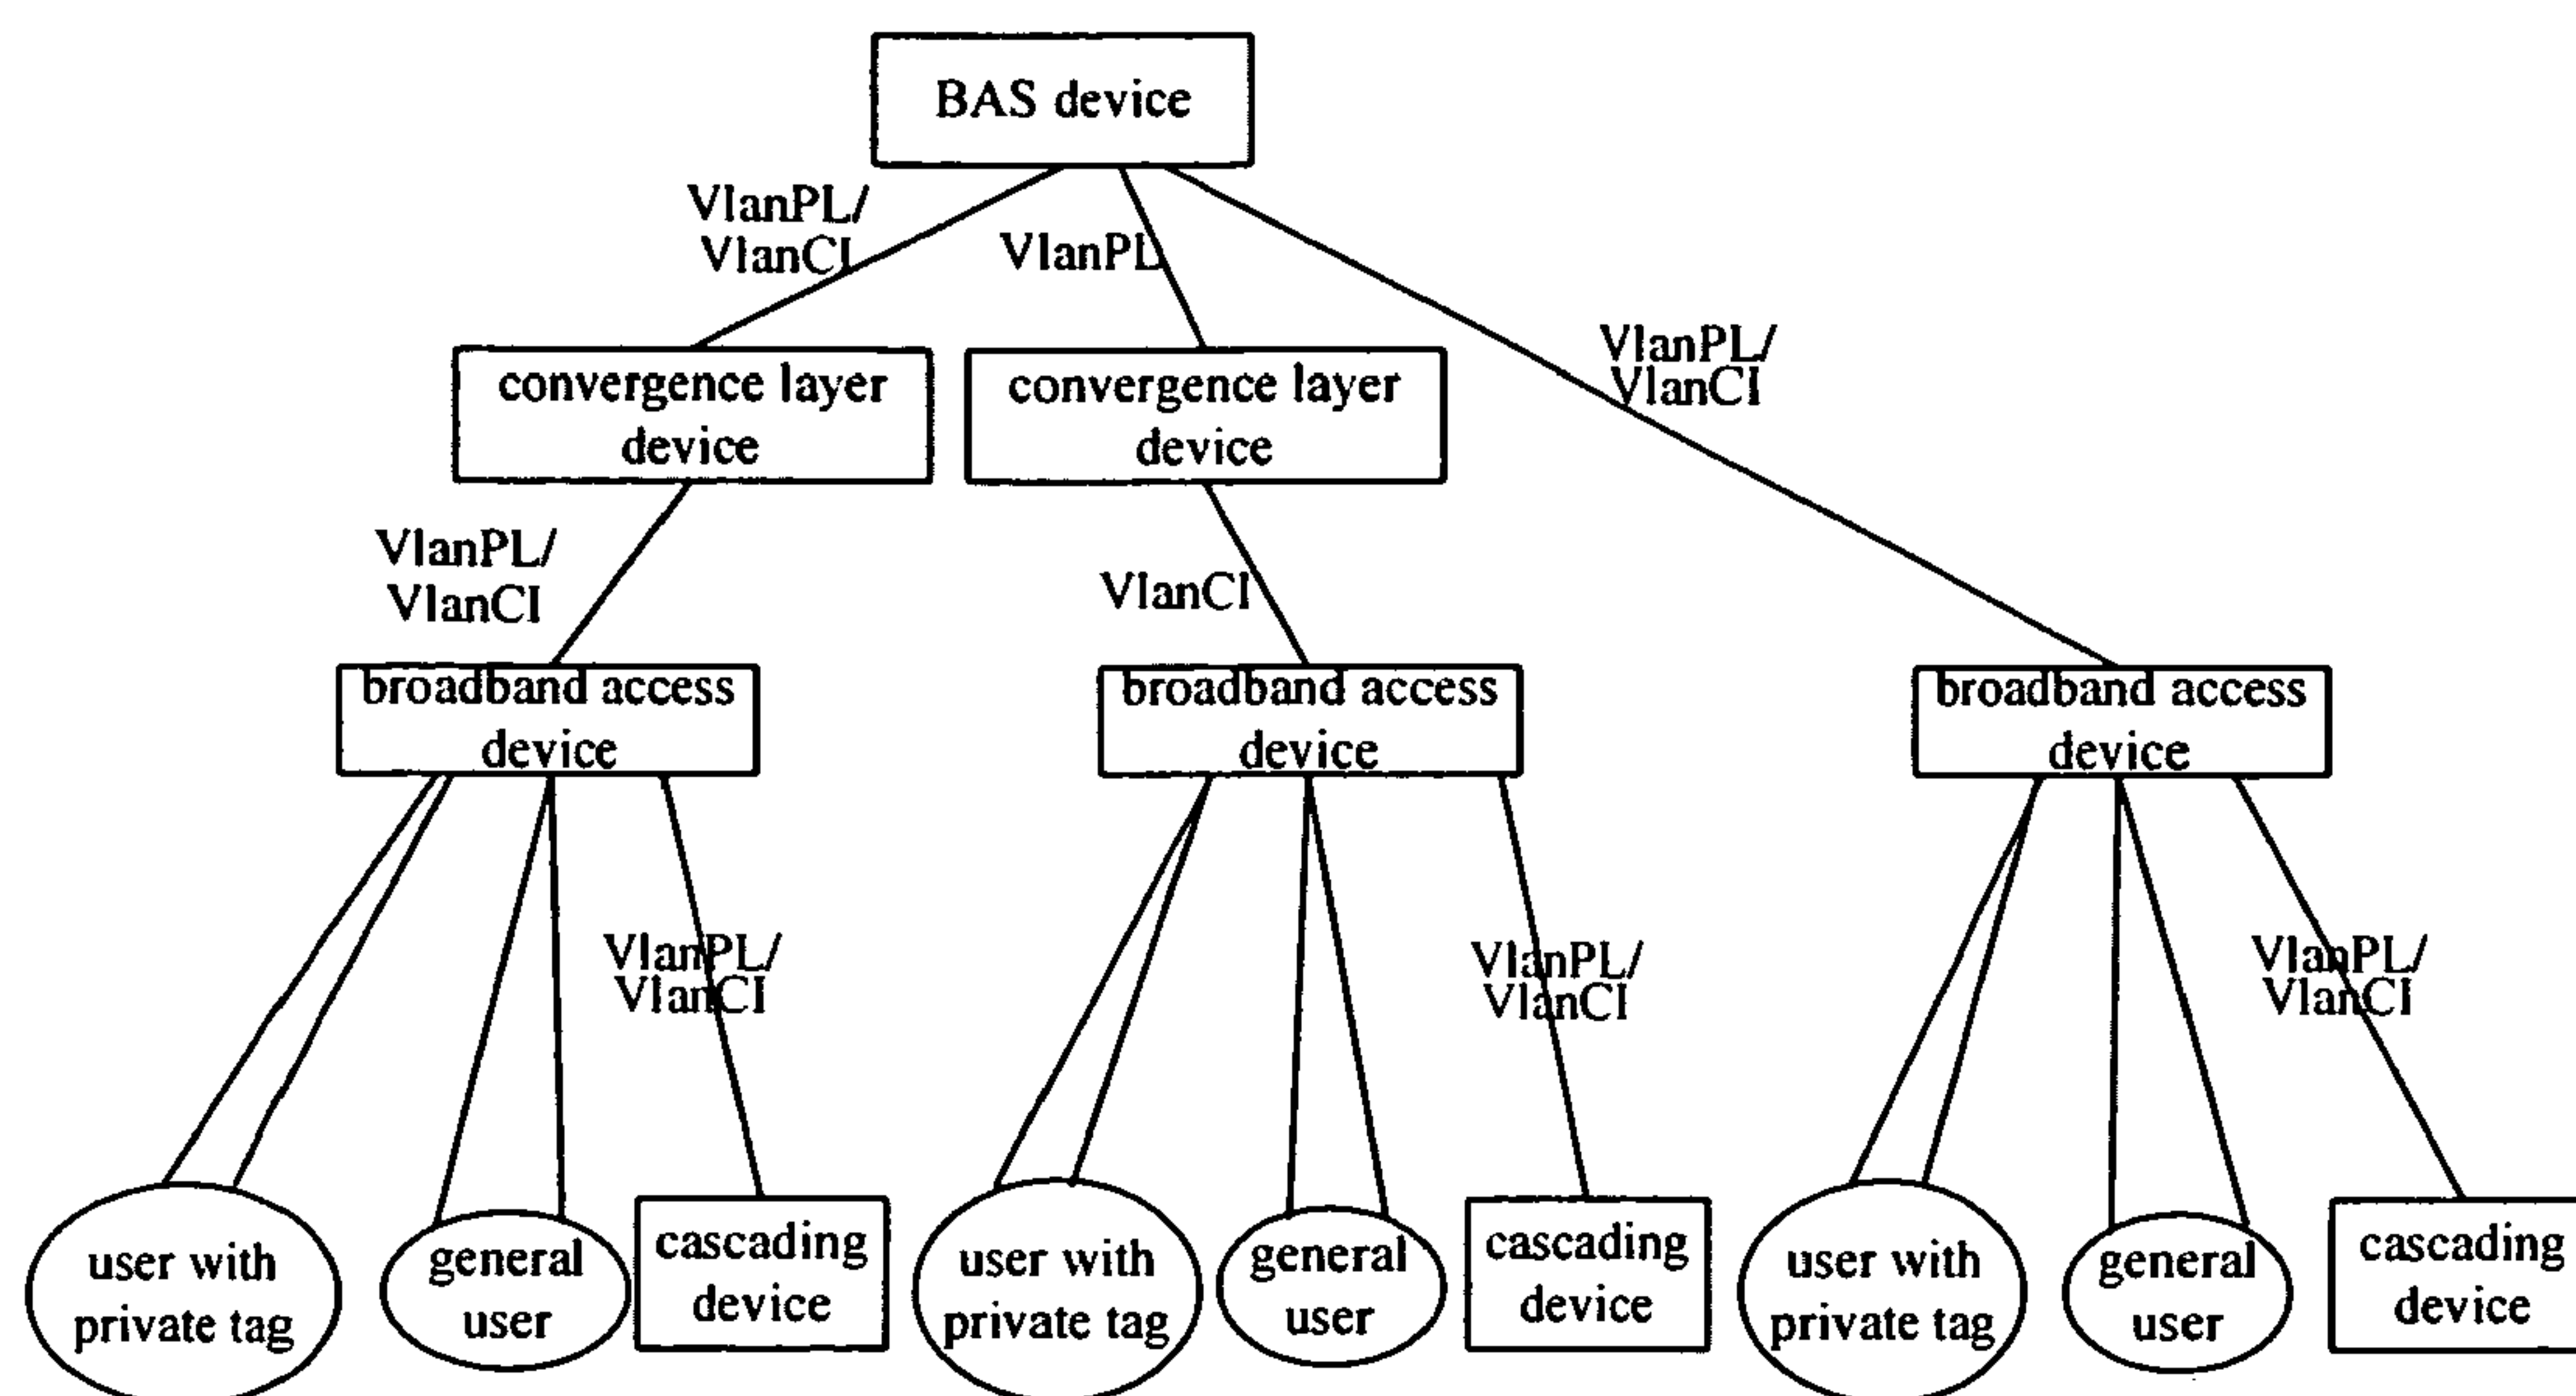 BAS device
VlanPL/
VlanCI
VlanPL
VlanPL/
VlanCI
convergence layer
device
convergence layer
device
VlanPL/
VlanCI
VlanCI
broadband access
device
broadband access
device
broadband access
device
VlanPL/
VlanCI
VlanPL/
VlanCI
VlanPL/
VlanCI
user with
private tag
general
user
cascading
device
user with
private tag
general
user
cascading
device
user with
private tag
general
user
cascading
device